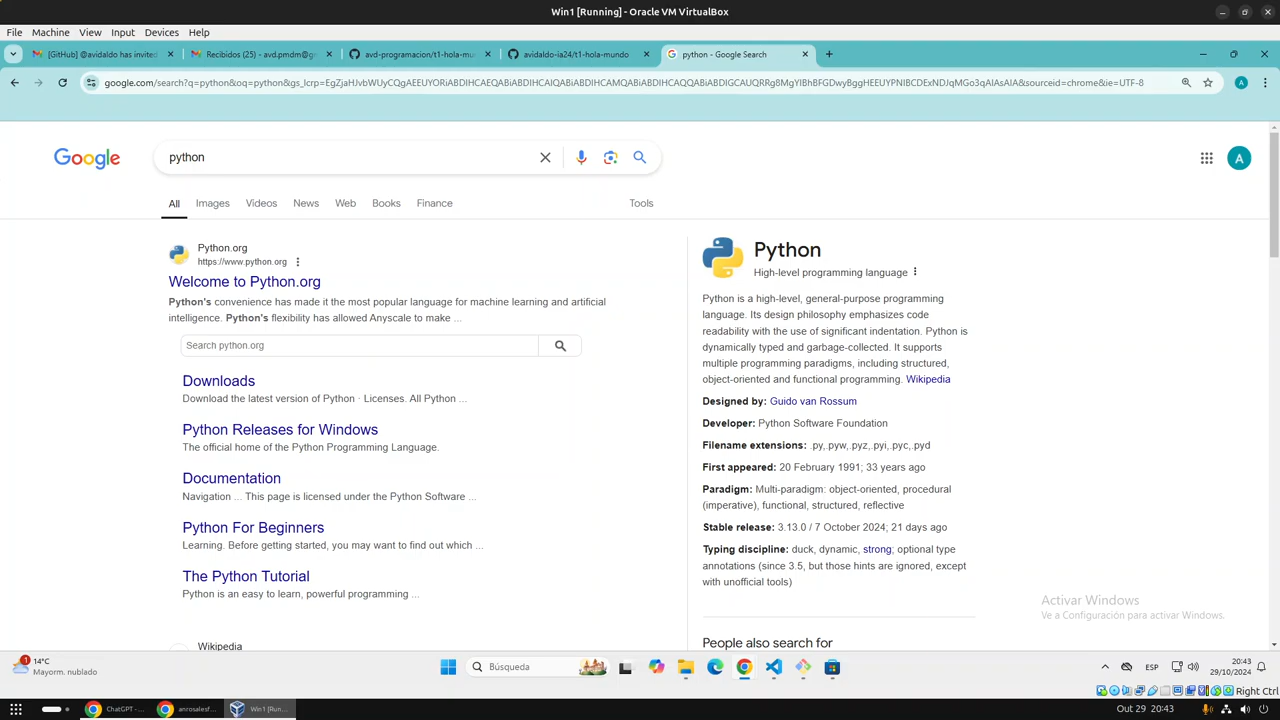 Win1 [Running] - Oracle VM VirtualBox
File Machine View Input Devices Help
[GitHub] @avidaldo has invited
Recibidos (25) - avd.pmdm@g
avd-programacion/t1-hola-mu
avidaldo-ia24/t1-hola-mundo
python - Google Search
google.com/search?q=python&oq=python&gs_lcrp=
&sourceid=chrome&ie=UTF-8
A
Google
python
A
All Images Videos News Web Books Finance Tools
Python.org
https://www.python.org
Welcome to Python.org
Python's convenience has made it the most popular language for machine learning and artificial
intelligence. Python's flexibility has allowed Anyscale to make ...
Search python.org
Downloads
Download the latest version of Python · Licenses. All Python ...
Python Releases for Windows
The official home of the Python Programming Language.
Documentation
Navigation ... This page is licensed under the Python Software ...
Python For Beginners
Learning. Before getting started, you may want to find out which ...
The Python Tutorial
Python is an easy to learn, powerful programming ...
Wikipedia
Python
High-level programming language
Python is a high-level, general-purpose programming
language. Its design philosophy emphasizes code
readability with the use of significant indentation. Python is
dynamically typed and garbage-collected. It supports
multiple programming paradigms, including structured,
object-oriented and functional programming. Wikipedia
Designed by: Guido van Rossum
Developer: Python Software Foundation
Filename extensions: .py,.pyw,.pyz,.pyi,.pyc,.pyd
First appeared: 20 February 1991; 33 years ago
Paradigm: Multi-paradigm: object-oriented, procedural
(imperative), functional, structured, reflective
Stable release: 3.13.0 / 7 October 2024; 21 days ago
Typing discipline: duck, dynamic, strong; optional type
annotations (since 3.5, but those hints are ignored, except
with unofficial tools)
People also search for
Activar Windows
Ve a Configuración para activar Windows.
1
14°C
Mayorm. nublado
Búsqueda
ESP
20:43
29/10/2024
Right Ctrl
ChatGPT - ...
anrosalesf...
Win1 [Run...
Out 29 20:43